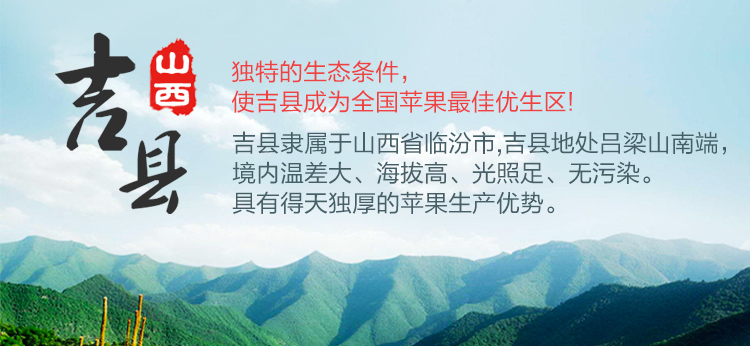 吉县
山西
独特的生态条件，
使吉县成为全国苹果最佳优生区!
吉县隶属于山西省临汾市,吉县地处吕梁山南端，
境内温差大、海拔高、光照足、无污染。
具有得天独厚的苹果生产优势。